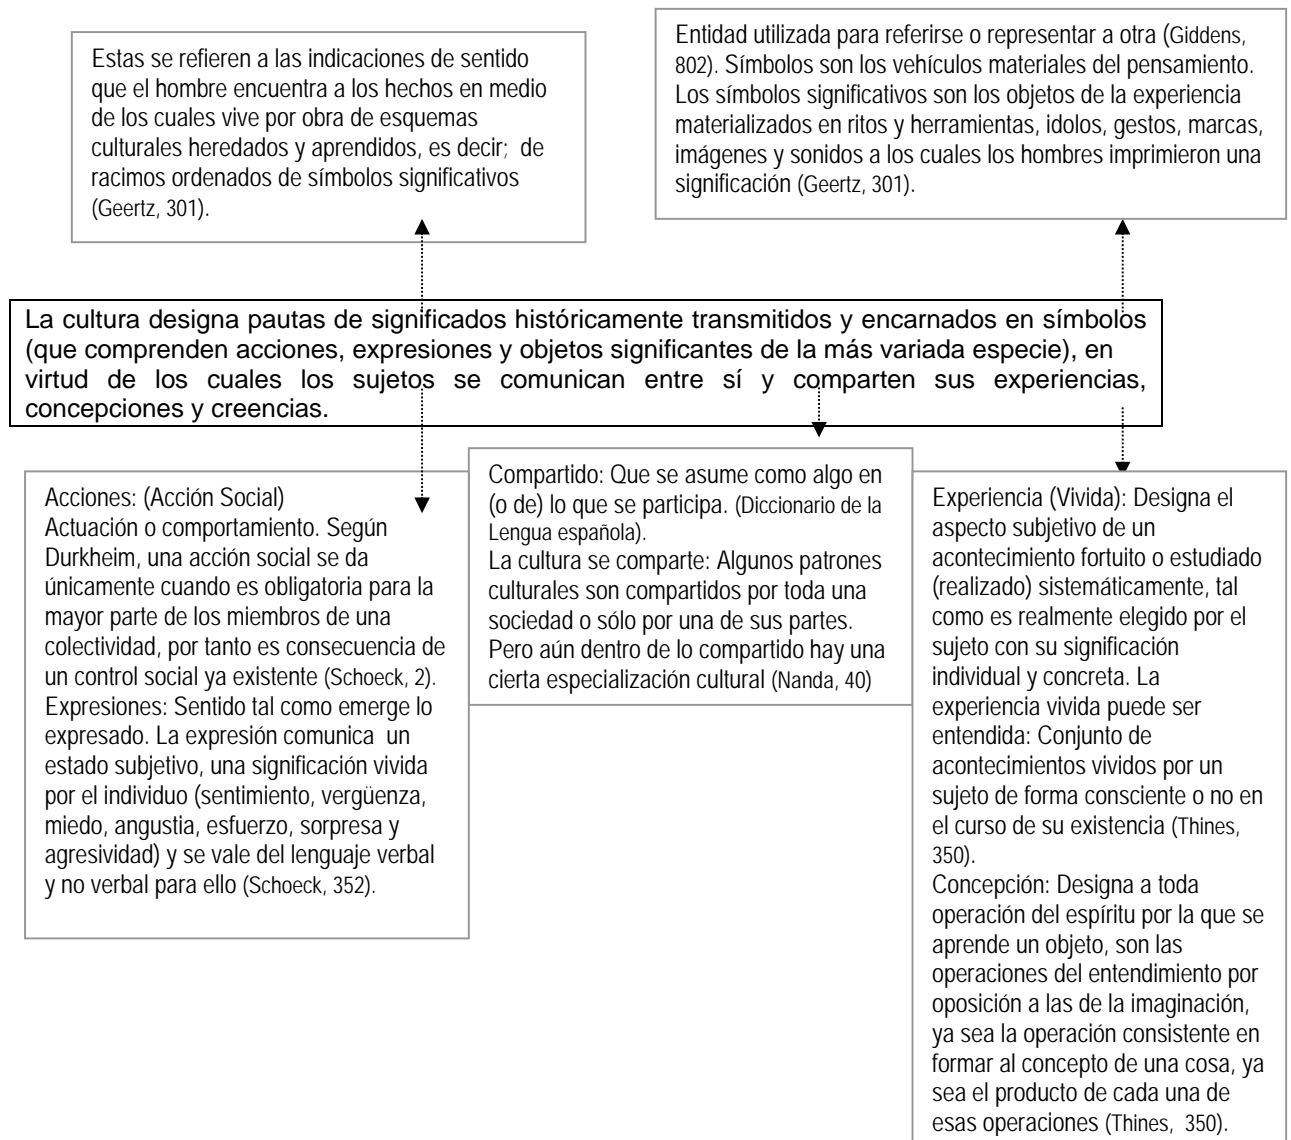 Estas se refieren a las indicaciones de sentido
que el hombre encuentra a los hechos en medio
de los cuales vive por obra de esquemas
culturales heredados y aprendidos, es decir;  de
racimos ordenados de símbolos significativos
(Geertz, 301).
Entidad utilizada para referirse o representar a otra (Giddens,
802). Símbolos son los vehículos materiales del pensamiento.
Los símbolos significativos son los objetos de la experiencia
materializados en ritos y herramientas, idolos, gestos, marcas,
imágenes y sonidos a los cuales los hombres imprimieron una
significación (Geertz, 301).
La cultura designa pautas de significados históricamente transmitidos y encarnados en símbolos
(que comprenden acciones, expresiones y objetos significantes de la más variada especie), en
virtud de los cuales los sujetos se comunican entre sí y comparten sus experiencias,
concepciones y creencias.
Acciones: (Acción Social)
Actuación o comportamiento. Según
Durkheim, una acción social se da
únicamente cuando es obligatoria para la
mayor parte de los miembros de una
colectividad, por tanto es consecuencia de
un control social ya existente (Schoeck, 2).
Expresiones: Sentido tal como emerge lo
expresado. La expresión comunica  un
estado subjetivo, una significación vivida
por el individuo (sentimiento, vergüenza,
miedo, angustia, esfuerzo, sorpresa y
agresividad) y se vale del lenguaje verbal
y no verbal para ello (Schoeck, 352).
Compartido: Que se asume como algo en
(o de) lo que se participa. (Diccionario de la
Lengua española).
La cultura se comparte: Algunos patrones
culturales son compartidos por toda una
sociedad o sólo por una de sus partes.
Pero aún dentro de lo compartido hay una
cierta especialización cultural (Nanda, 40)
Experiencia (Vivida): Designa el
aspecto subjetivo de un
acontecimiento fortuito o estudiado
(realizado) sistemáticamente, tal
como es realmente elegido por el
sujeto con su significación
individual y concreta. La
experiencia vivida puede ser
entendida: Conjunto de
acontecimientos vividos por un
sujeto de forma consciente o no en
el curso de su existencia (Thines,
350).
Concepción: Designa a toda
operación del espíritu por la que se
aprende un objeto, son las
operaciones del entendimiento por
oposición a las de la imaginación,
ya sea la operación consistente en
formar al concepto de una cosa, ya
sea el producto de cada una de
esas operaciones (Thines,  350).